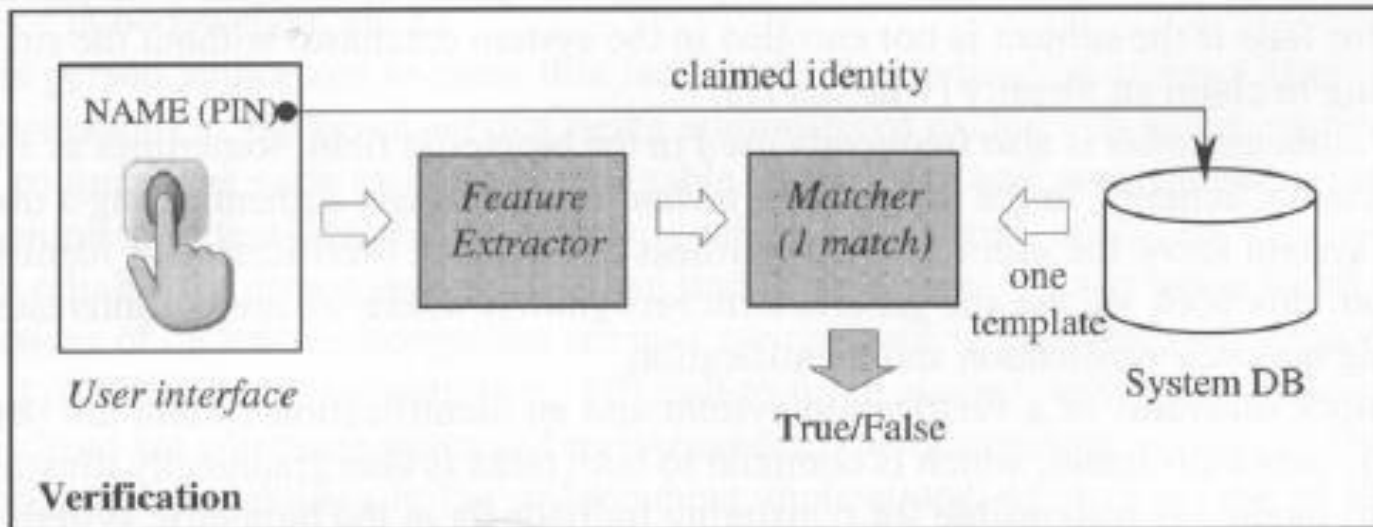 claimed identity
NAME (PIN)
Feature
Extractor
Matcher
(1 match)
one
template
System DB
User interface
True/False
Verification